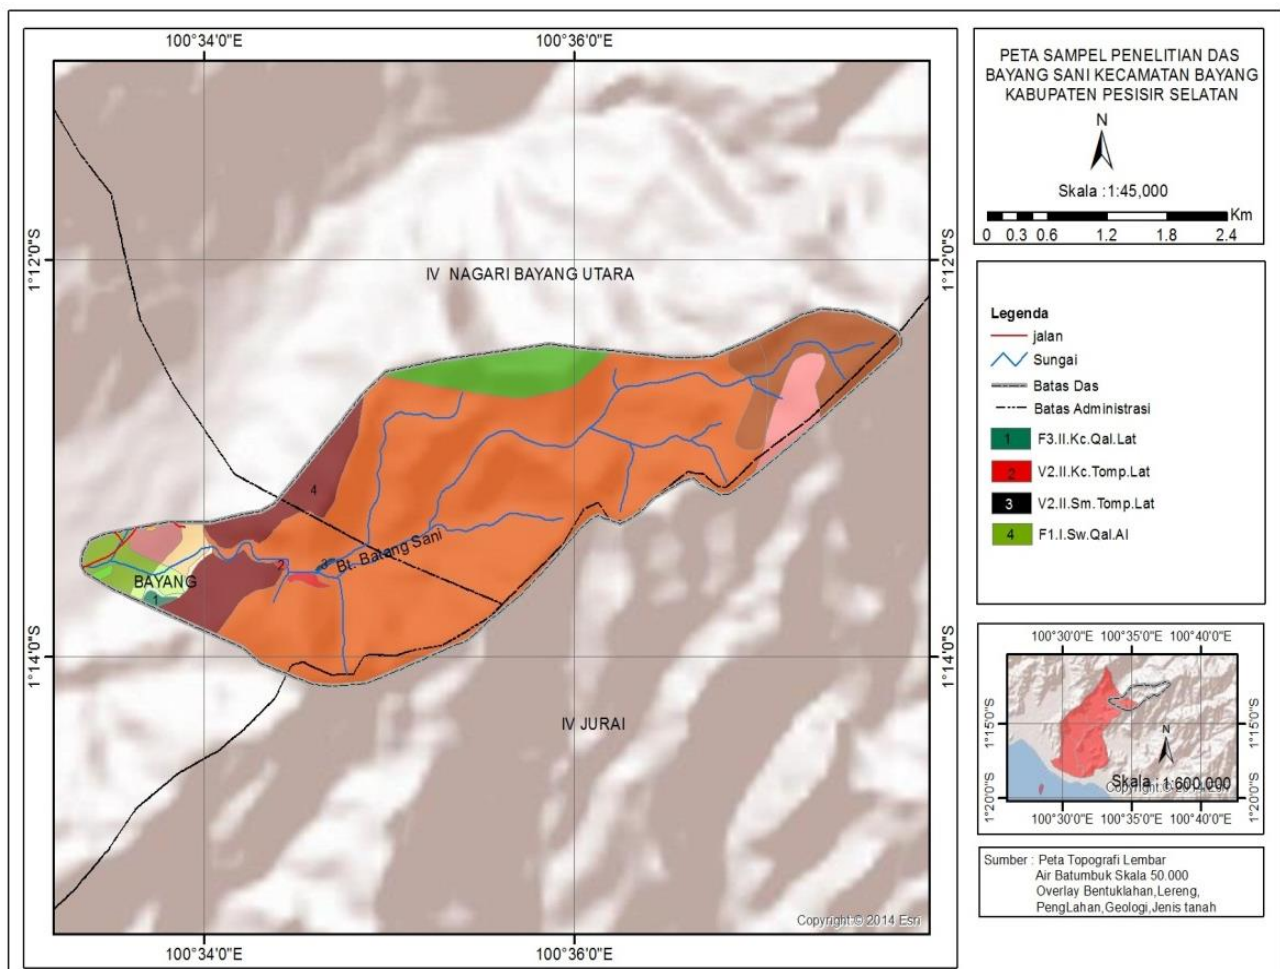 PETA SAMPEL PENELITIAN DAS
BAYANG SANI KECAMATAN BAYANG
KABUPATEN PESISIR SELATAN
N
Skala :1:45,000
Km
0 0.3 0.6 1.2 1.8 2.4
Legenda
jalan
Sungai
Batas Das
Batas Administrasi
1 F3.II.Kc.Qal.Lat
2 V2.II.Kc.Tomp.Lat
3 V2.II.Sm.Tomp.Lat
4 F1.I.Sw.Qal.Al
100°34'0"E 100°36'0"E
1°12'0"S 1°12'0"S
IV NAGARI BAYANG UTARA
4
Bt. Batang Sani
3
2
BAYANG
1
1°14'0"S 1°14'0"S
IV JURAI
Copyright:© 2014 Esri
100°34'0"E 100°36'0"E
100°30'0"E 100°35'0"E 100°40'0"E
1°15'0"S 1°15'0"S
N
Skala : 1:600,000
Copyright:© 2014 Esri
1°20'0"S 1°20'0"S
100°30'0"E 100°35'0"E 100°40'0"E
Sumber : Peta Topografi Lembar
Air Batumbuk Skala 50.000
Overlay Bentuklahan,Lereng,
PengLahan,Geologi,Jenis tanah